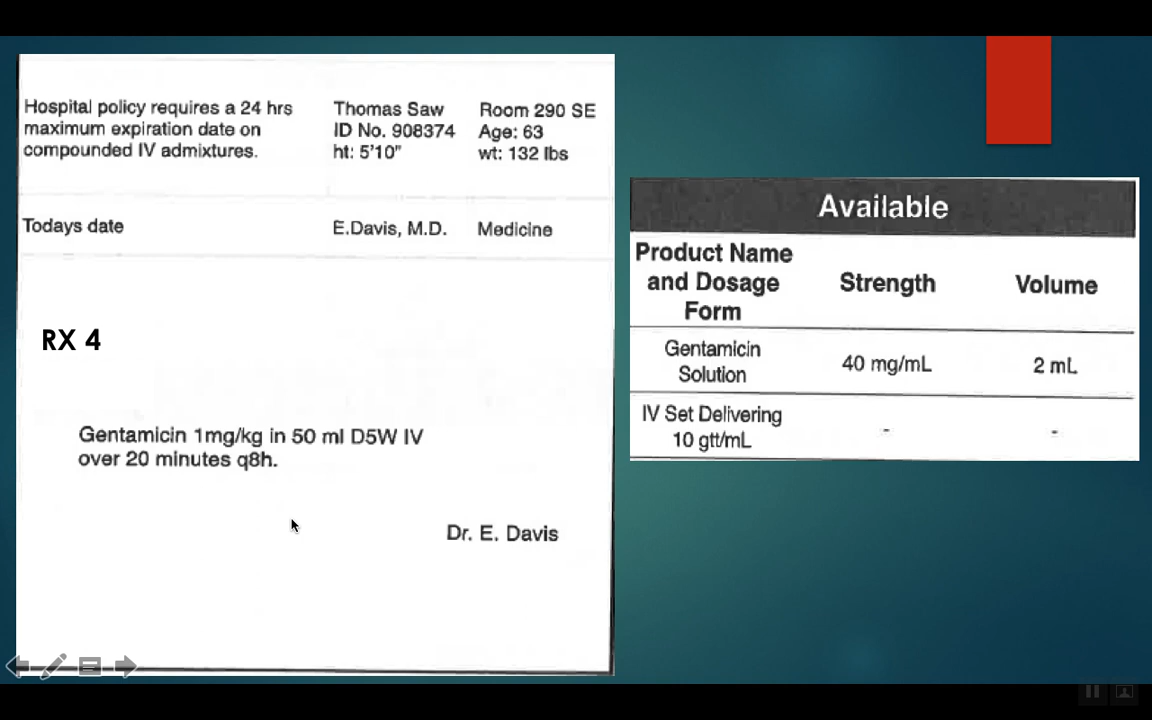 Hospital policy requires a 24 hrs
maximum expiration date on
compounded IV admixtures.
Thomas Saw
ID No. 908374
ht: 5'10"
Room 290 SE
Age: 63
wt: 132 lbs
Todays date
E.Davis, M.D.
Medicine
RX 4
Gentamicin 1mg/kg in 50 ml D5W IV
over 20 minutes q8h.
Dr. E. Davis
Available
Product Name
and Dosage
Form
Strength
Volume
Gentamicin
Solution
40 mg/mL
2 mL
IV Set Delivering
10 gtt/mL
-
-